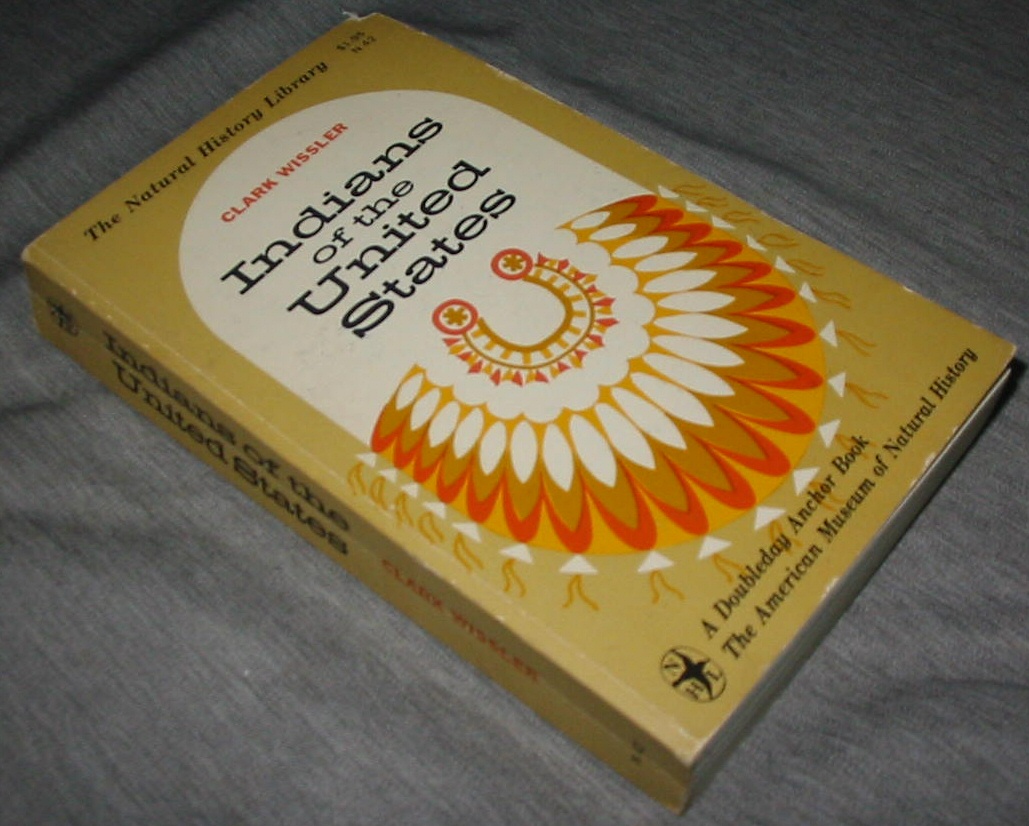 The Natural History Library
$1.95
N 42
CLARK WISSLER
Indians
of the
United
States
A Doubleday Anchor Book
The American Museum of Natural History
N
H L
Indians of the
United States
CLARK WISSLER